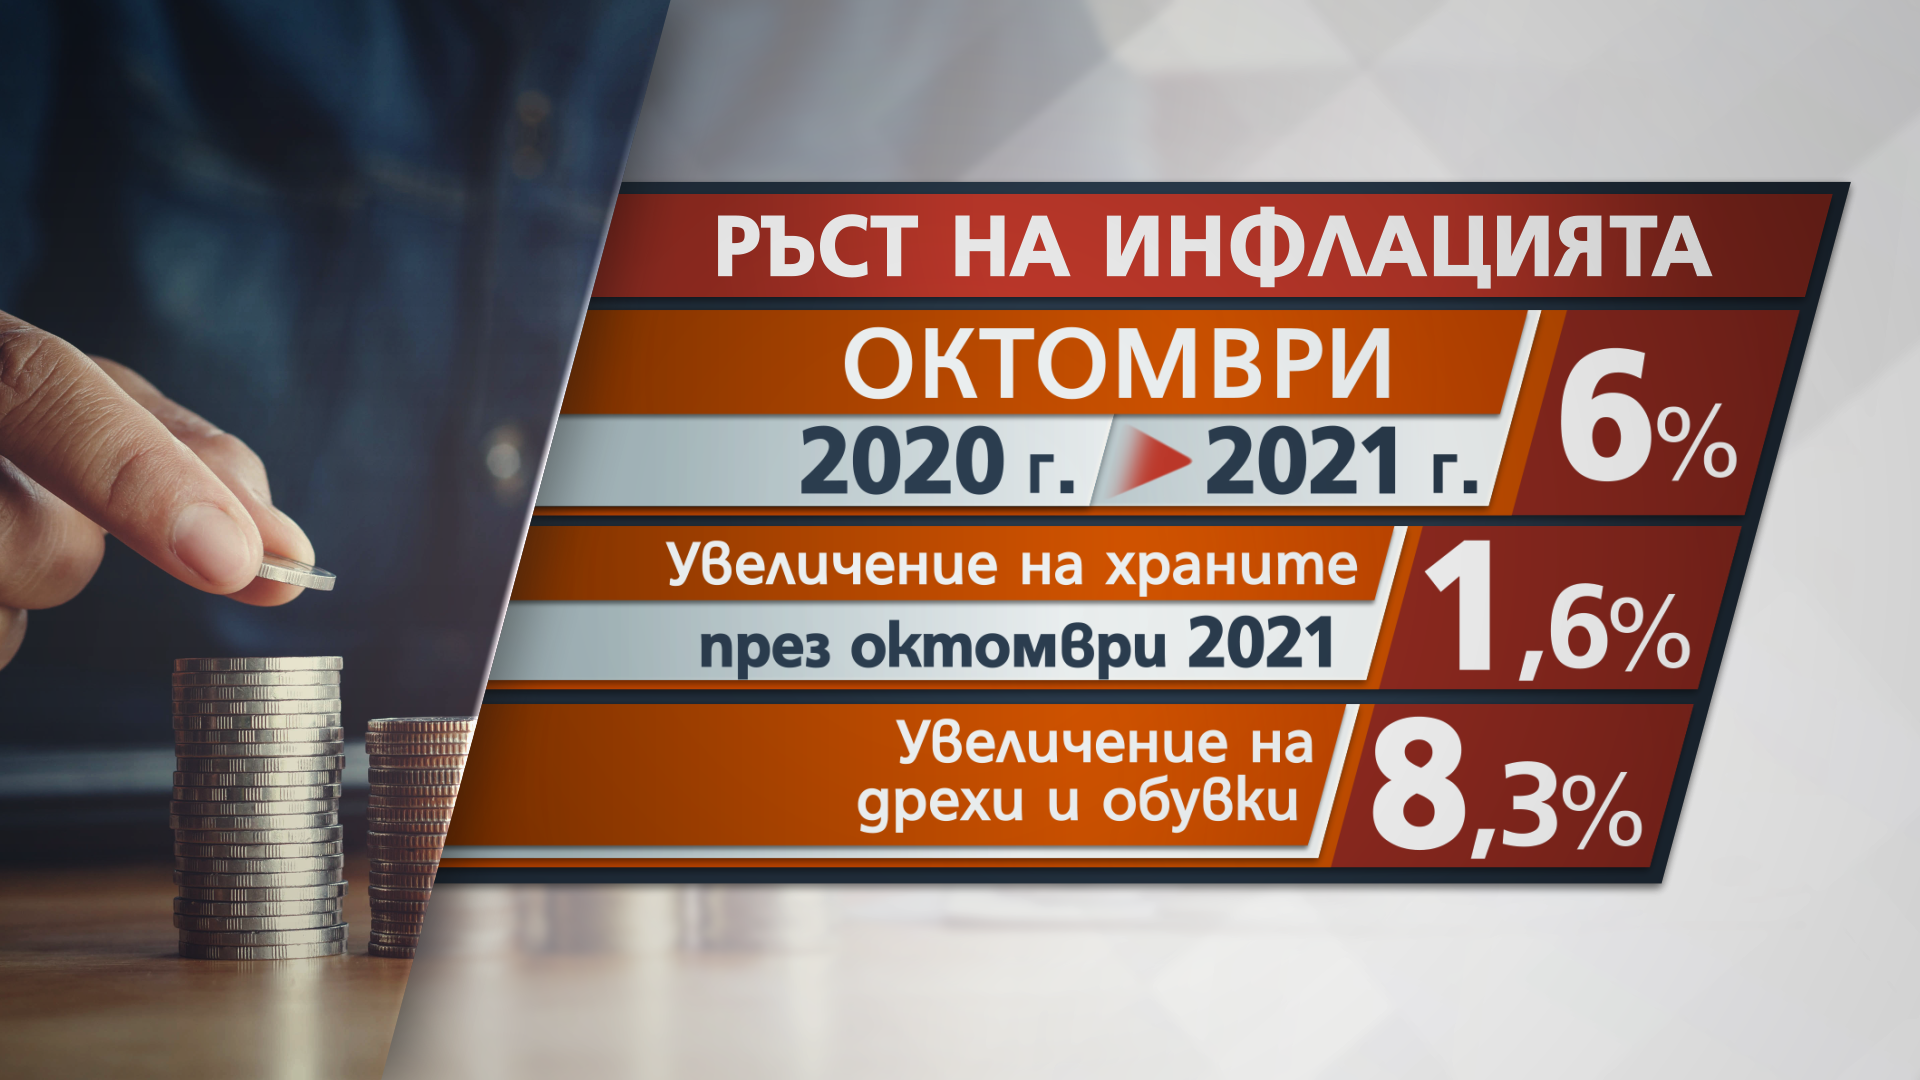 РЪСТ НА ИНФЛАЦИЯТА
ОКТОМВРИ
2020 г. 2021 г.
6%
Увеличение на храните
през октомври 2021
1,6%
Увеличение на
дрехи и обувки
8,3%